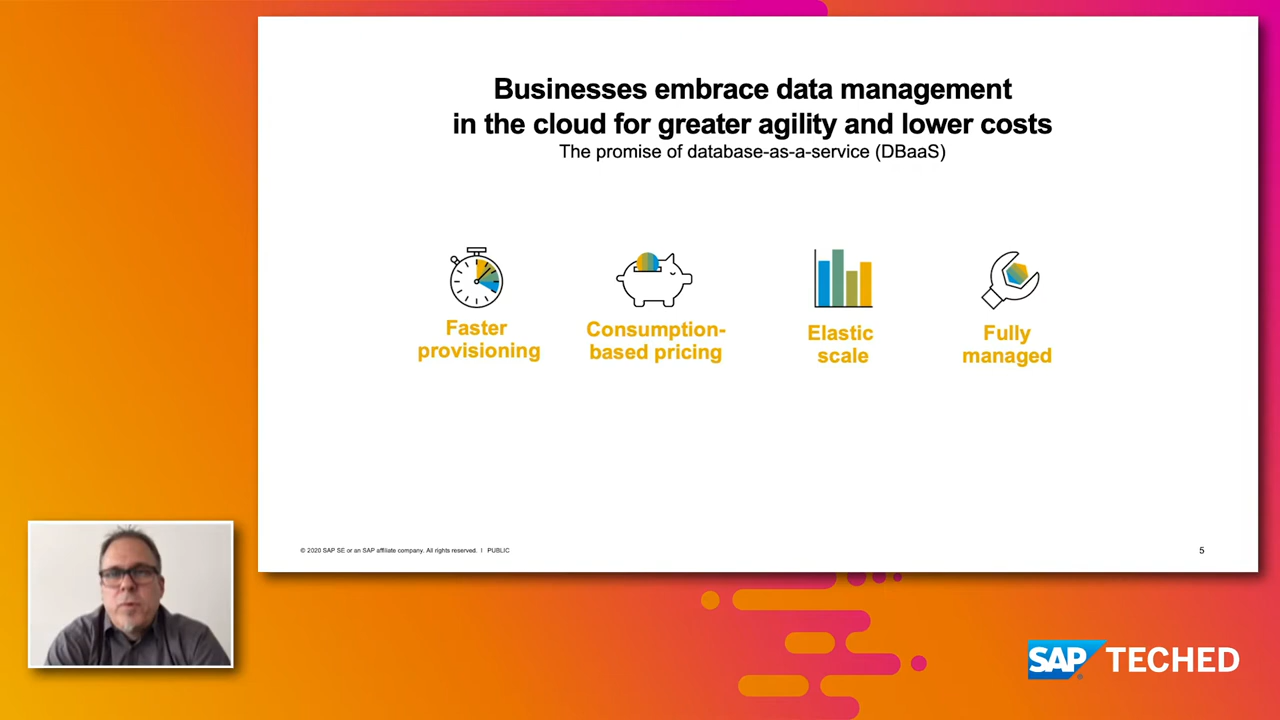 Businesses embrace data management
in the cloud for greater agility and lower costs
The promise of database-as-a-service (DBaaS)
Faster
provisioning
Consumption-
based pricing
Elastic
scale
Fully
managed
© 2020 SAP SE or an SAP affiliate company. All rights reserved. I PUBLIC
5
SAP TECHED